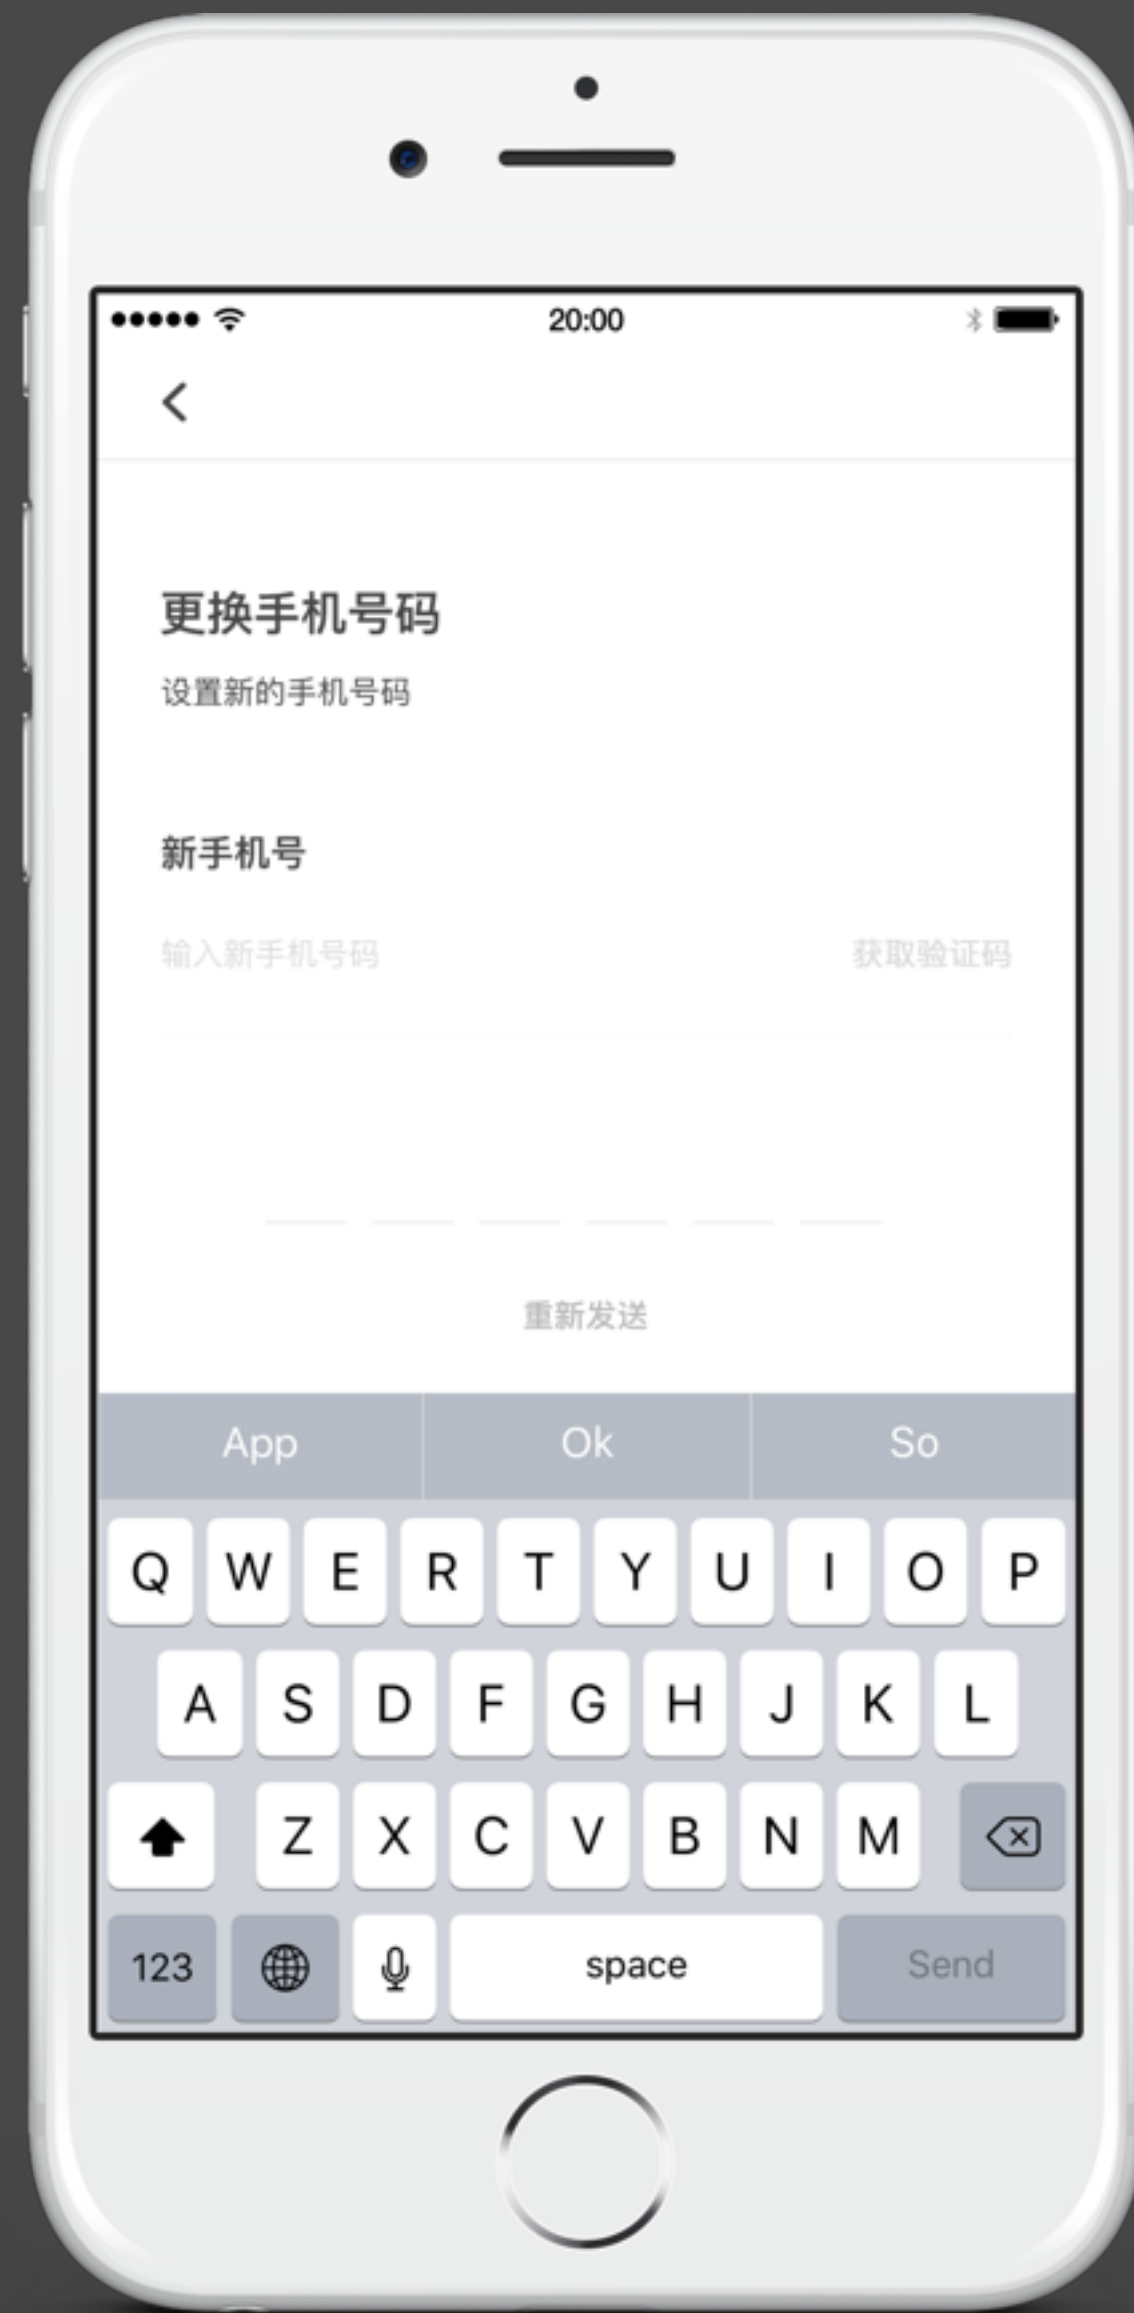 20:00
更换手机号码
设置新的手机号码
新手机号
输入新手机号码 获取验证码
重新发送
App Ok So
Q W E R T Y U I O P
A S D F G H J K L
Z X C V B N M
123 space Send